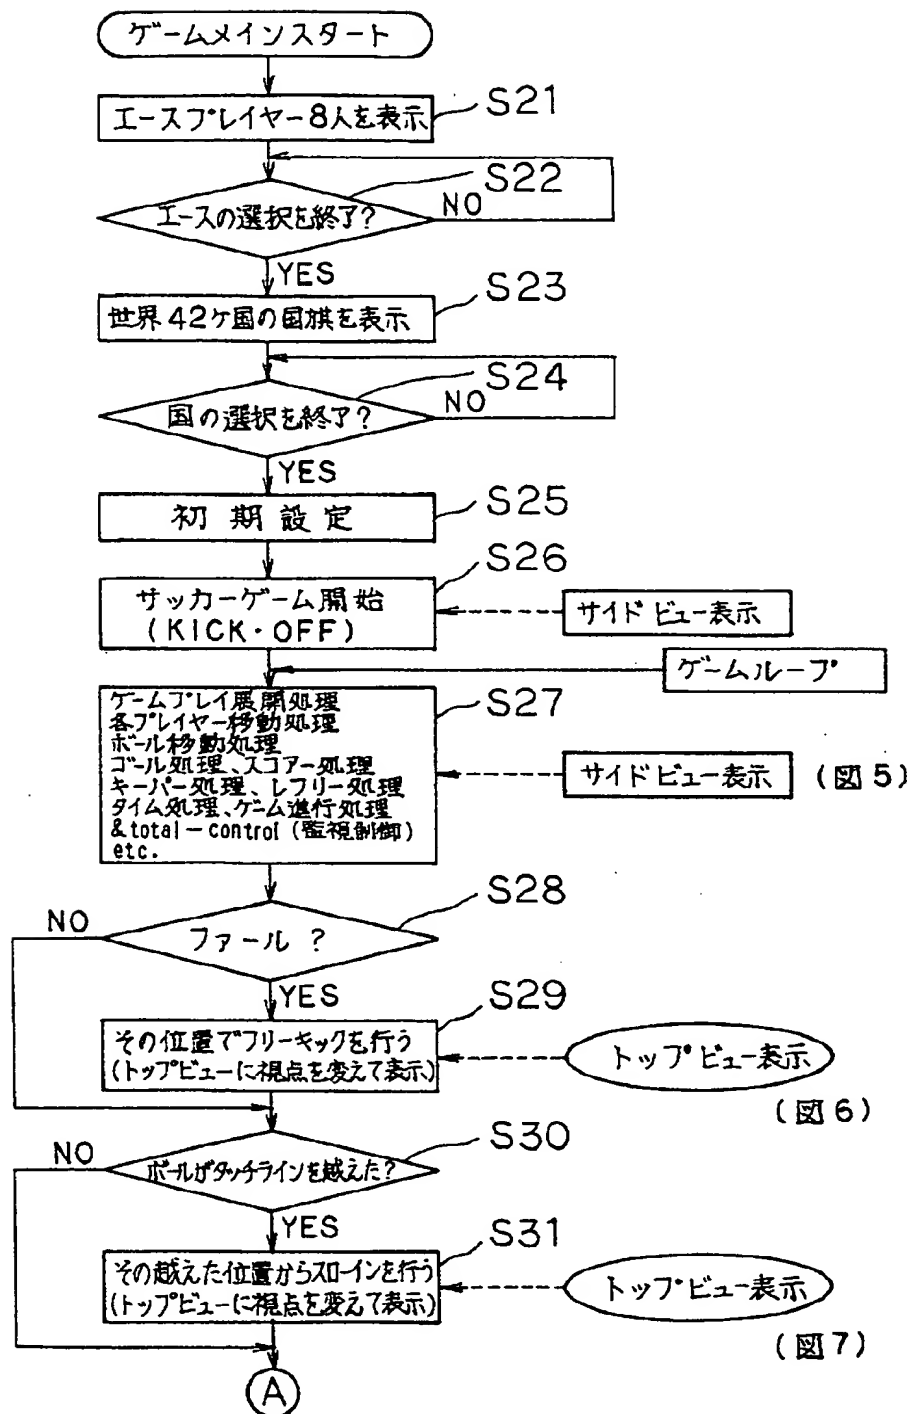 ゲームメインスタート
エースプレイヤー8人を表示
S21
エースの選択を終了?
S22
NO
YES
世界42ケ国の国旗を表示
S23
国の選択を終了?
S24
NO
YES
初期設定
S25
サッカーゲーム開始
(KICK・OFF)
S26
サイドビュー表示
ゲームループ
ゲームプレイ展開処理
各プレイヤー移動処理
ボール移動処理
ゴール処理、スコアー処理
キーパー処理、レフリー処理
タイム処理、ゲーム進行処理
&total-control(監視制御)
etc.
S27
サイドビュー表示
(図5)
ファール?
S28
NO
YES
その位置でフリーキックを行う
(トップビューに視点を変えて表示)
S29
トップビュー表示
(図6)
ボールがタッチラインを越えた?
S30
NO
YES
その越えた位置からスローインを行う
(トップビューに視点を変えて表示)
S31
トップビュー表示
(図7)
A